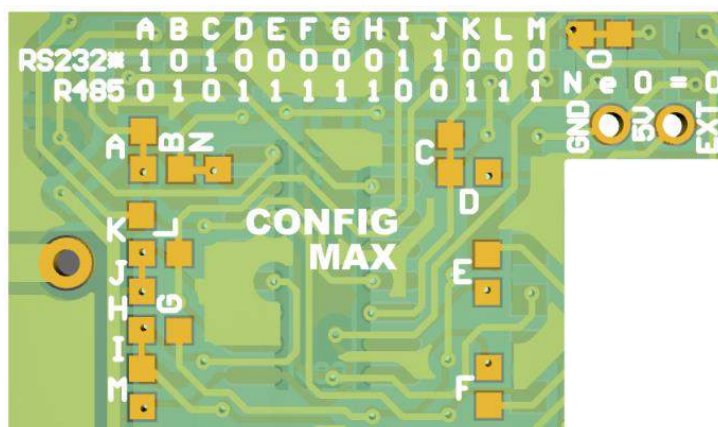 A B C D E F G H I J K L M
RS232* 1 0 1 0 0 0 0 0 1 1 0 0 0
R485 0 1 0 1 1 1 1 1 0 0 1 1 1
O
N e O = 0
GND 5V EXT
A B N
C
D
K L
CONFIG
MAX
J
E
H G
I
M
F